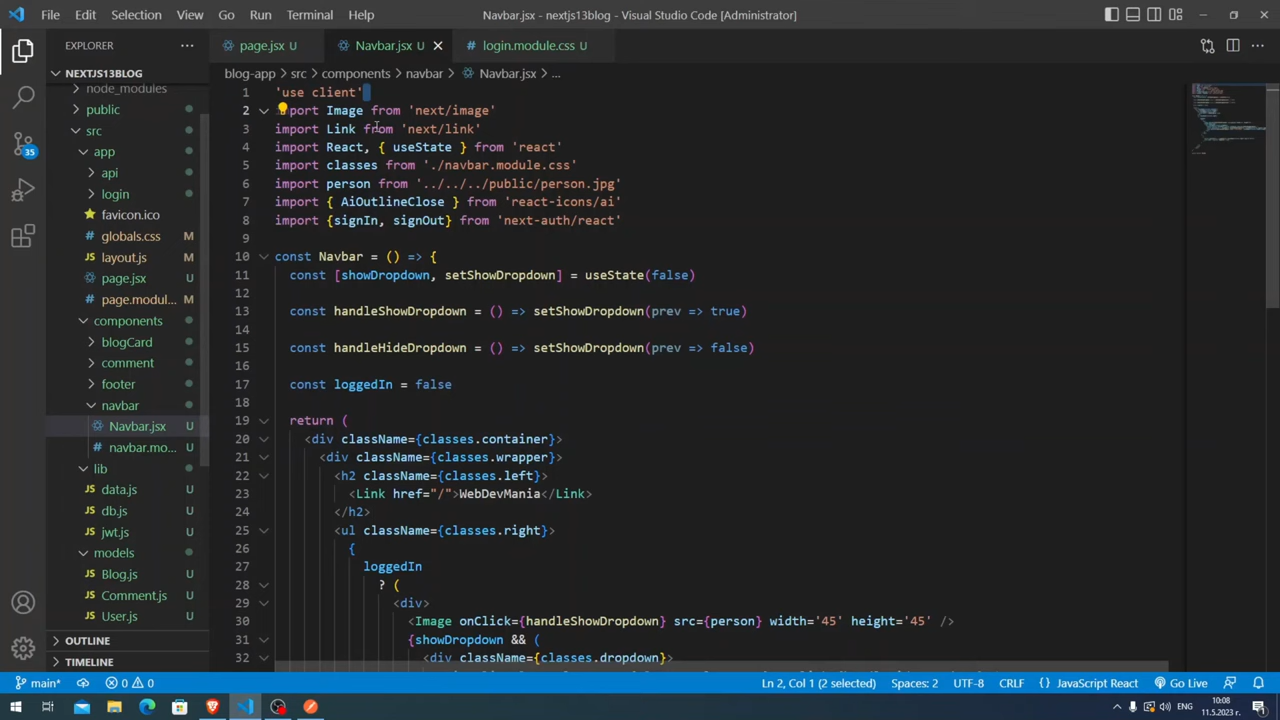 File Edit Selection View Go Run Terminal Help Navbar.jsx - nextjs13blog - Visual Studio Code [Administrator]
EXPLORER
page.jsx U Navbar.jsx U login.module.css U
NEXTJS13BLOG
blog-app > src > components > navbar > Navbar.jsx > ...
node_modules
public
src
app
api
login
favicon.ico
globals.css M
layout.js M
page.jsx
page.modul... M
components
blogCard
comment
footer
navbar
Navbar.jsx U
navbar.mo... U
lib
data.js U
db.js U
jwt.js U
models
Blog.js U
Comment.js U
User.js U
OUTLINE
TIMELINE
35
1 'use client'
2 port Image from 'next/image'
3 import Link from 'next/link'
4 import React, { useState } from 'react'
5 import classes from './navbar.module.css'
6 import person from '../../../public/person.jpg'
7 import { AiOutlineClose } from 'react-icons/ai'
8 import {signIn, signOut} from 'next-auth/react'
9
10 const Navbar = () => {
11 const [showDropdown, setShowDropdown] = useState(false)
12
13 const handleShowDropdown = () => setShowDropdown(prev => true)
14
15 const handleHideDropdown = () => setShowDropdown(prev => false)
16
17 const loggedIn = false
18
19 return (
20 <div className={classes.container}>
21 <div className={classes.wrapper}>
22 <h2 className={classes.left}>
23 <Link href="/">WebDevMania</Link>
24 </h2>
25 <ul className={classes.right}>
26 {
27 loggedIn
28 ? (
29 <div>
30 <Image onClick={handleShowDropdown} src={person} width='45' height='45' />
31 {showDropdown && (
32 <div className={classes.dropdown}>
main* 0 0 Ln 2, Col 1 (2 selected) Spaces: 2 UTF-8 CRLF { } JavaScript React Go Live
ENG 10:08
11.5.2023 г.